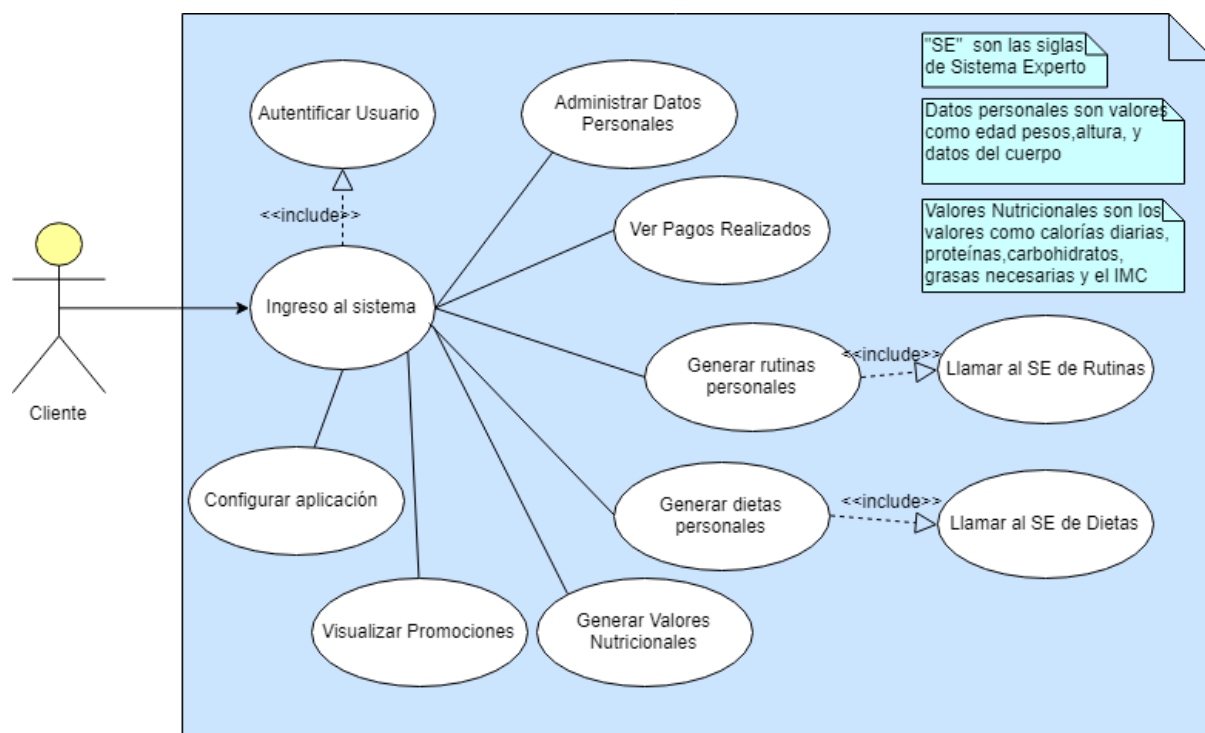 "SE"  son las siglas
de Sistema Experto
Autentificar Usuario
Administrar Datos
Personales
Datos personales son valores
como edad pesos,altura, y
datos del cuerpo
<<include>>
Ver Pagos Realizados
Valores Nutricionales son los
valores como calorías diarias,
proteínas,carbohidratos,
grasas necesarias y el IMC
Ingreso al sistema
Generar rutinas
personales
<<include>>
Llamar al SE de Rutinas
Cliente
Configurar aplicación
Generar dietas
personales
<<include>>
Llamar al SE de Dietas
Visualizar Promociones
Generar Valores
Nutricionales